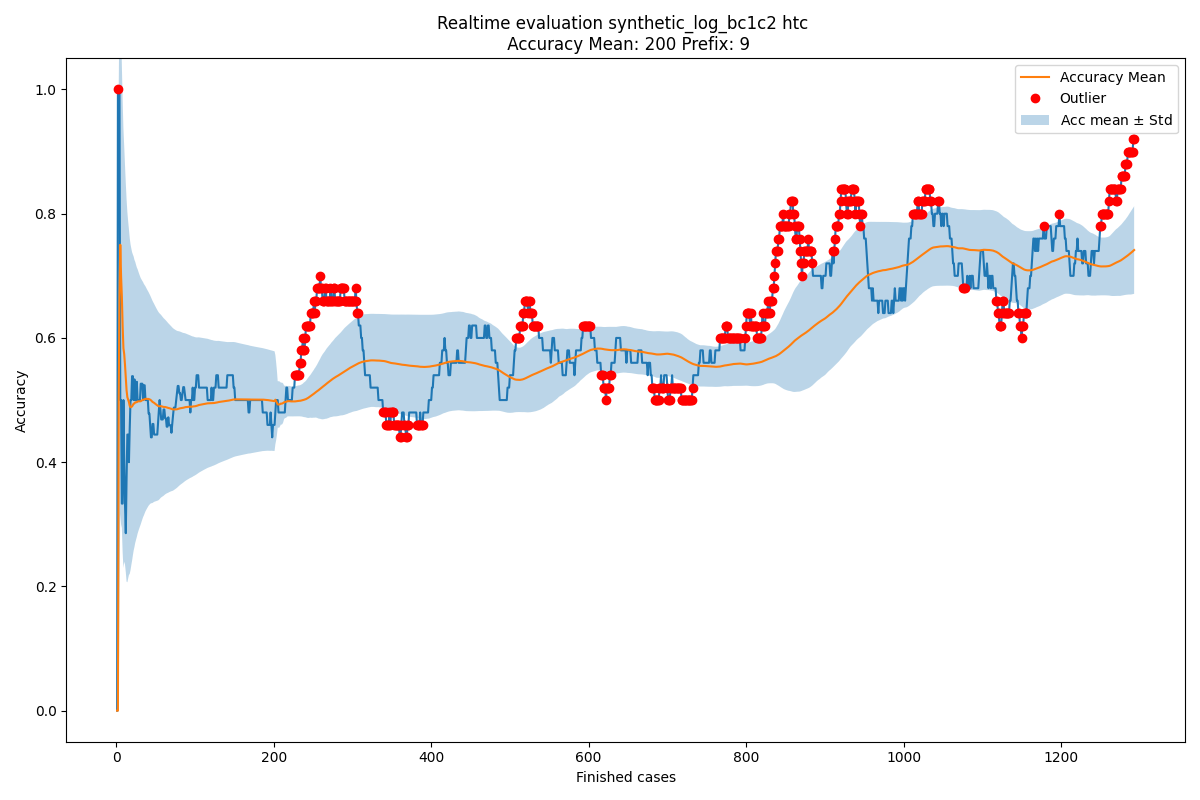 Realtime evaluation synthetic_log_bc1c2 htc
Accuracy Mean: 200 Prefix: 9
Accuracy Mean
Outlier
Acc mean ± Std
Accuracy
1.0
0.8
0.6
0.4
0.2
0.0
0 200 400 600 800 1000 1200
Finished cases